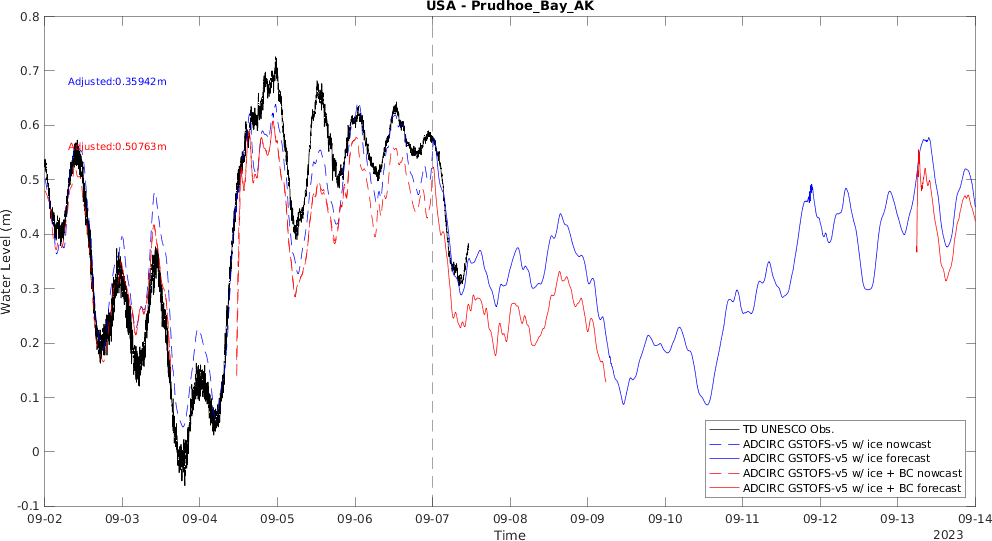 USA - Prudhoe_Bay_AK
0.8
0.7
0.6
0.5
0.4
0.3
0.2
0.1
0
-0.1
Water Level (m)
Adjusted:0.35942m
Adjusted:0.50763m
TD UNESCO Obs.
ADCIRC GSTOFS-v5 w/ ice nowcast
ADCIRC GSTOFS-v5 w/ ice forecast
ADCIRC GSTOFS-v5 w/ ice + BC nowcast
ADCIRC GSTOFS-v5 w/ ice + BC forecast
09-02 09-03 09-04 09-05 09-06 09-07 09-08 09-09 09-10 09-11 09-12 09-13 09-14
Time
2023